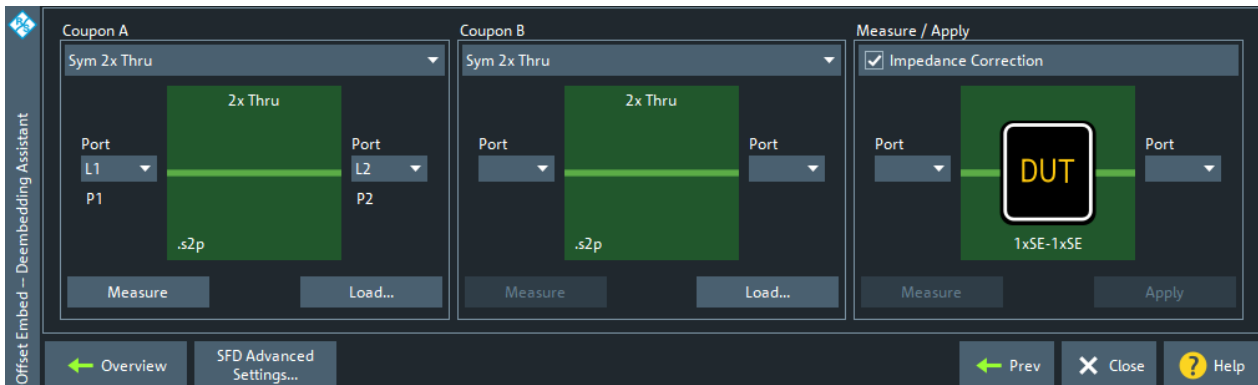 R/S
Offset Embed -- Deembedding Assistant
Coupon A
Sym 2x Thru
2x Thru
Port
L1
P1
Port
L2
P2
.s2p
Measure
Load...
Coupon B
Sym 2x Thru
2x Thru
Port
Port
.s2p
Measure
Load...
Measure / Apply
Impedance Correction
Port
DUT
Port
1xSE-1xSE
Measure
Apply
Overview
SFD Advanced
Settings...
Prev
Close
? Help